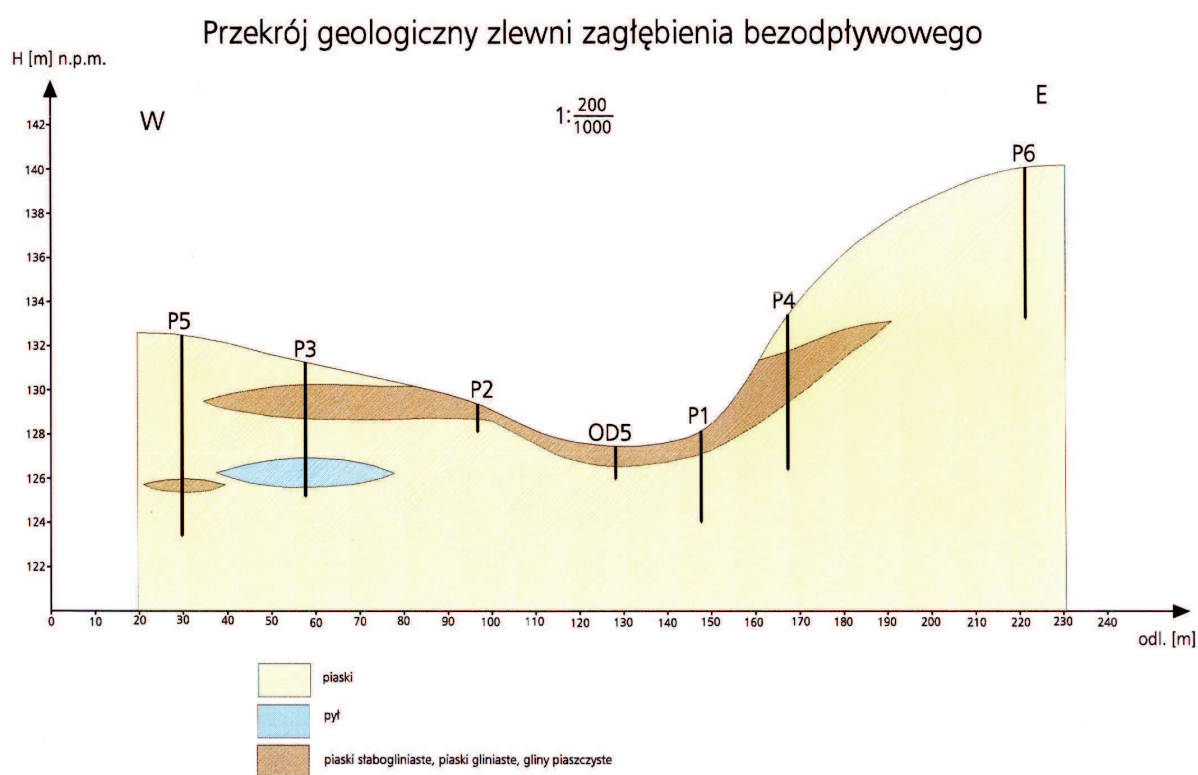 Przekrój geologiczny zlewni zagłębienia bezodpływowego
H [m] n.p.m.
W
1: 200/1000
E
142
140
138
136
134
132
130
128
126
124
122
P5
P3
P2
OD5
P1
P4
P6
0 10 20 30 40 50 60 70 80 90 100 110 120 130 140 150 160 170 180 190 200 210 220 230 240
odl. [m]
piaski
pył
piaski słabogliniaste, piaski gliniaste, gliny piaszczyste